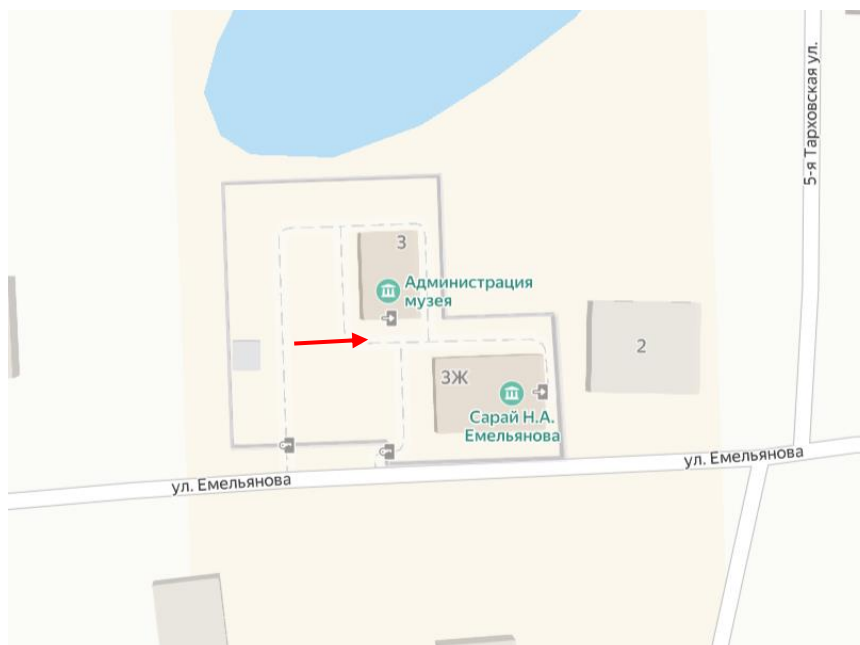 5-я Тарховская ул.
3
Администрация
музея
2
3Ж
Сарай Н.А.
Емельянова
ул. Емельянова
ул. Емельянова